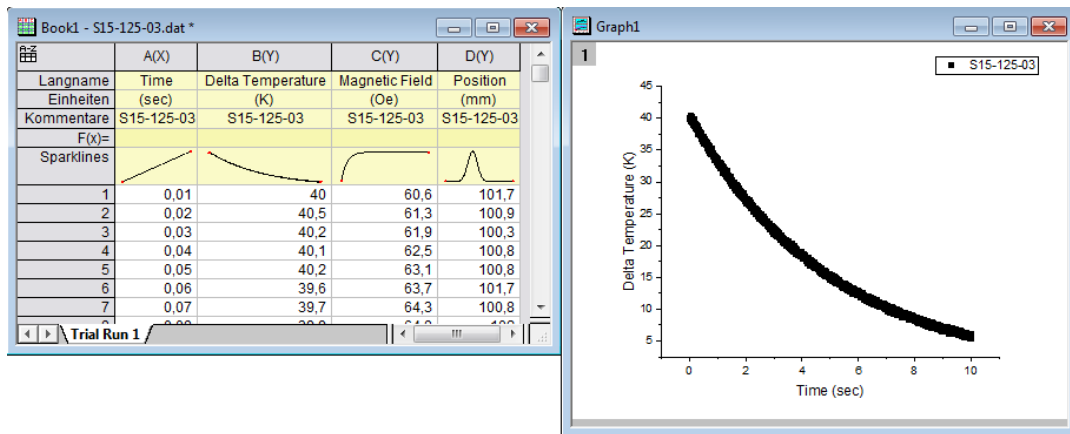 Book1 - S15-125-03.dat *
A(X) B(Y) C(Y) D(Y)
Langname Time Delta Temperature Magnetic Field Position
Einheiten (sec) (K) (Oe) (mm)
Kommentare S15-125-03 S15-125-03 S15-125-03 S15-125-03
F(x)=
Sparklines
1 0,01 40 60,6 101,7
2 0,02 40,5 61,3 100,9
3 0,03 40,2 61,9 100,3
4 0,04 40,1 62,5 100,8
5 0,05 40,2 63,1 100,8
6 0,06 39,6 63,7 101,7
7 0,07 39,7 64,3 100,8
Trial Run 1
Graph1
1
S15-125-03
45
40
35
30
25
20
15
10
5
Delta Temperature (K)
0 2 4 6 8 10
Time (sec)